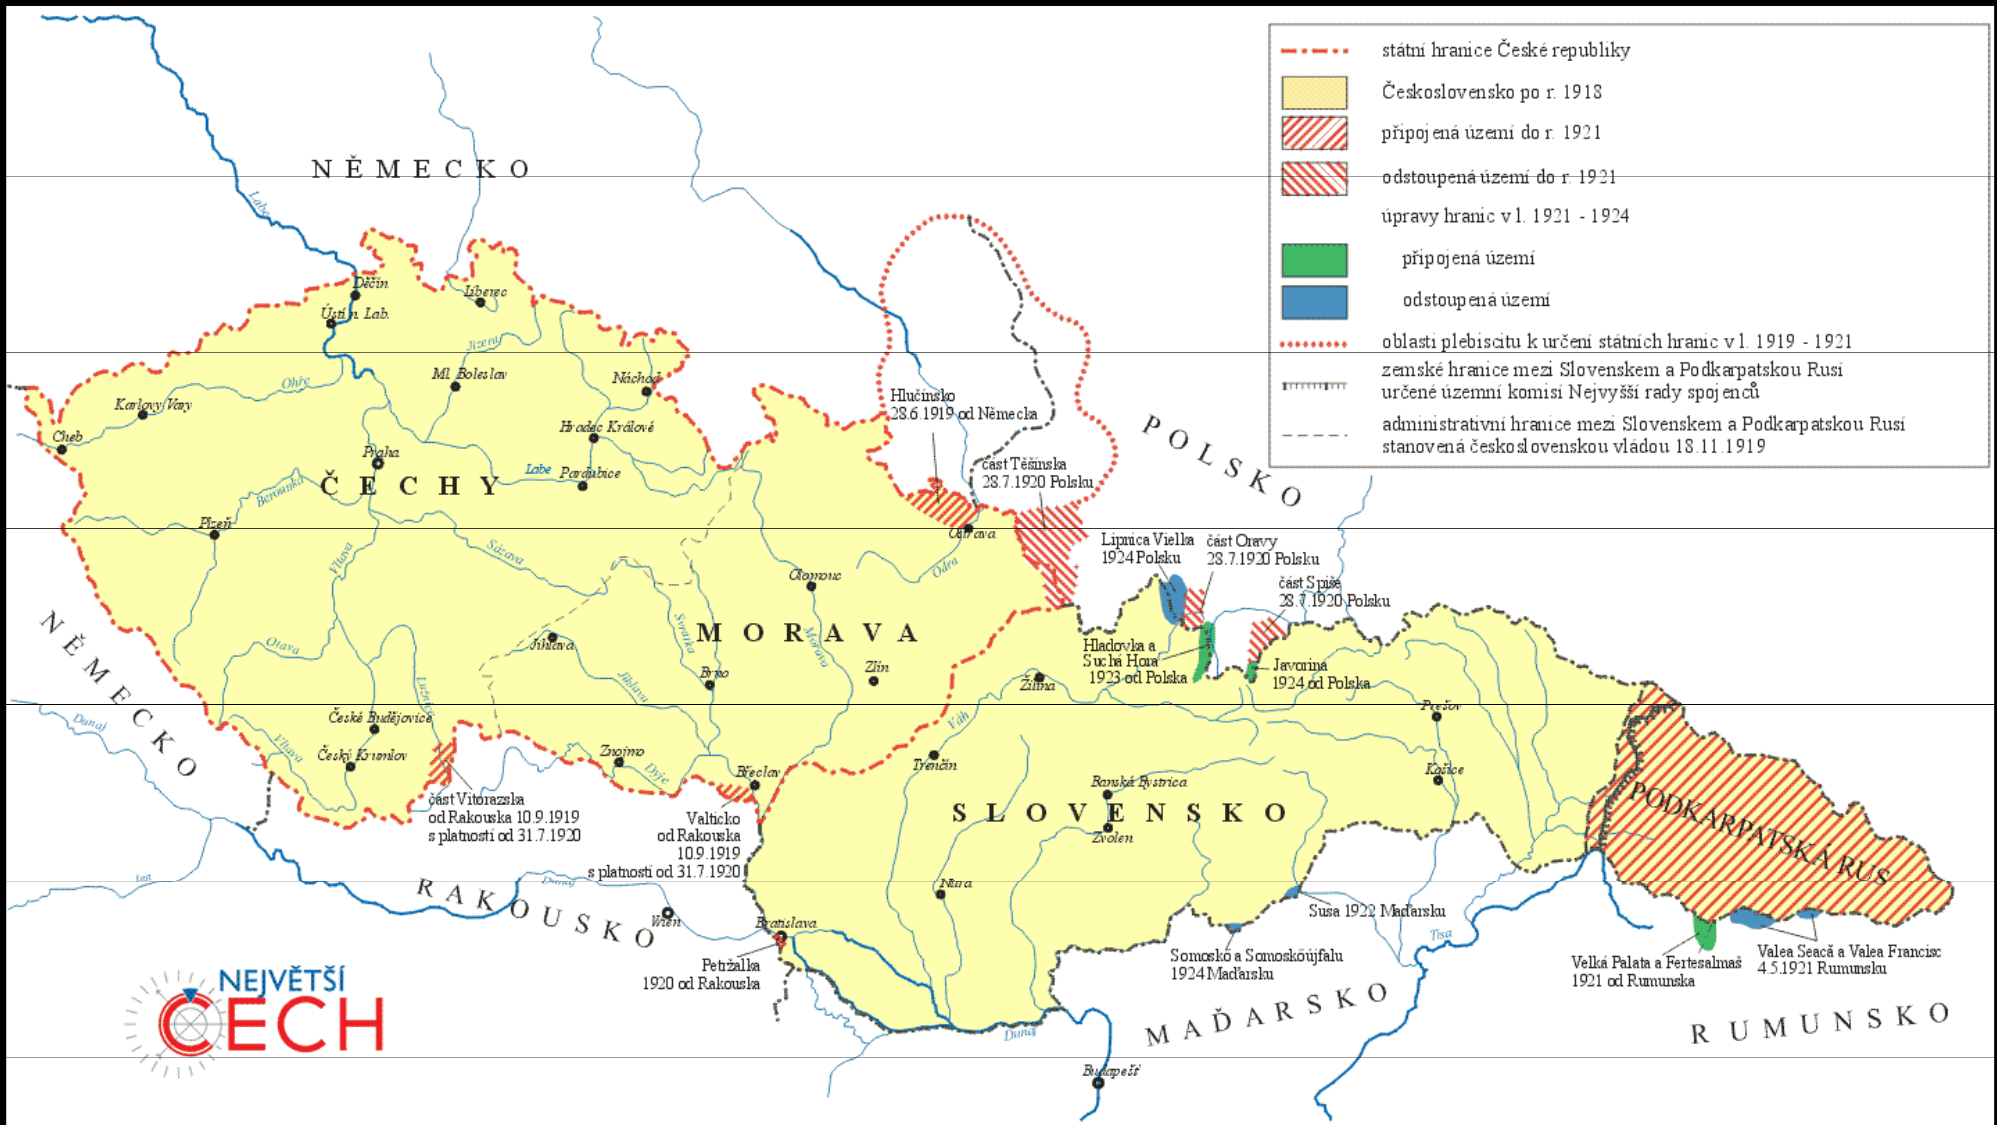 státní hranice České republiky
Československo po r. 1918
připojená území do r. 1921
odstoupená území do r. 1921
úpravy hranic v l. 1921 - 1924
připojená území
odstoupená území
oblasti plebiscitu k určení státních hranic v l. 1919 - 1921
zemské hranice mezi Slovenskem a Podkarpatskou Rusí
určené územní komisí Nejvyšší rady spojenců
administrativní hranice mezi Slovenskem a Podkarpatskou Rusí
stanovená československou vládou 18.11.1919
NĚMECKO
Labe
Děčín
Liberec
Ústí n. Lab.
Jizera
Ml. Boleslav
Náchod
Ohře
Karlovy Vary
Cheb
Hradec Králové
Praha
Labe
Pardubice
ČECHY
Berounka
Plzeň
Vltava
Sázava
Hlučínsko
28.6.1919 od Německa
část Těšínska
28.7.1920 Polsku
POLSKO
Ostrava
Odra
Olomouc
Lipnica Vielka
1924 Polsku
část Oravy
28.7.1920 Polsku
část Spiše
28.7.1920 Polsku
NĚMECKO
Otava
Jihlava
Svratka
MORAVA
Morava
Zlín
Brno
Jihlava
Lužnice
Hladovka a
Suchá Hora
1923 od Polska
Javorina
1924 od Polska
Žilina
Váh
Prešov
Dunaj
České Budějovice
Český Krumlov
Vltava
Znojmo
Dyje
Břeclav
Trenčín
Banská Bystrica
Košice
část Vitorazska
od Rakouska 10.9.1919
s platností od 31.7.1920
Valticko
od Rakouska
10.9.1919
s platností od 31.7.1920
SLOVENSKO
Zvolen
PODKARPATSKÁ RUS
Inn
RAKOUSKO
Dunaj
Wien
Nitra
Bratislava
Petržalka
1920 od Rakouska
Susa 1922 Maďarsku
Somoskó a Somoskóújfalu
1924 Maďarsku
Tisa
Velká Palata a Fertesalmaš
1921 od Rumunska
Valea Seacă a Valea Francisc
4.5.1921 Rumunsku
MAĎARSKO
RUMUNSKO
Dunaj
Budapešť
NEJVĚTŠÍ
ČECH